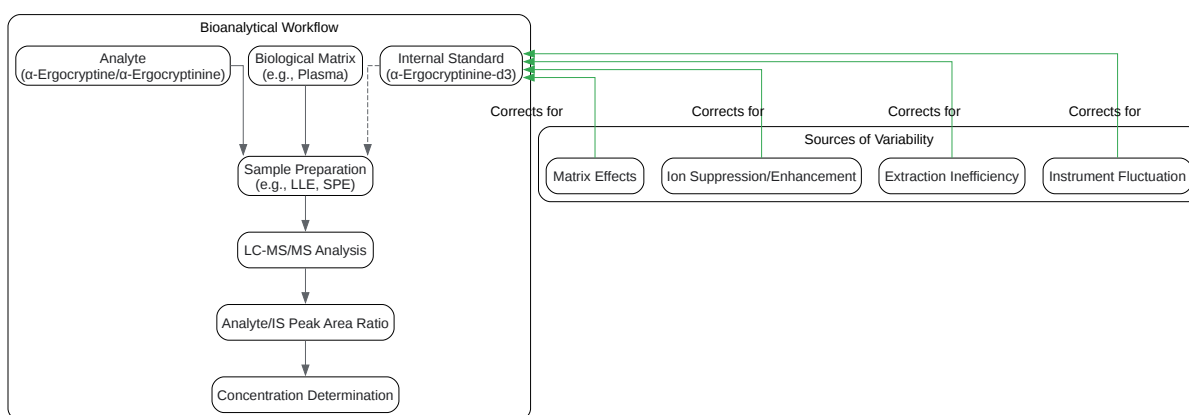 Bioanalytical Workflow
Analyte
(α-Ergocryptine/α-Ergocryptinine)
Biological Matrix
(e.g., Plasma)
Internal Standard
(α-Ergocryptinine-d3)
Corrects for
Corrects for
Corrects for
Corrects for
Sources of Variability
Matrix Effects
Ion Suppression/Enhancement
Extraction Inefficiency
Instrument Fluctuation
Sample Preparation
(e.g., LLE, SPE)
LC-MS/MS Analysis
Analyte/IS Peak Area Ratio
Concentration Determination